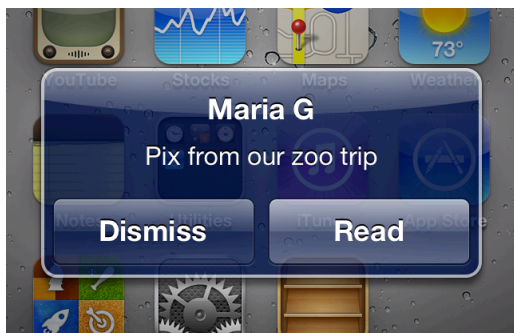 73°
YouTube Stocks Maps Weather
Maria G
Pix from our zoo trip
Notes Utilities iTunes App Store
Dismiss Read